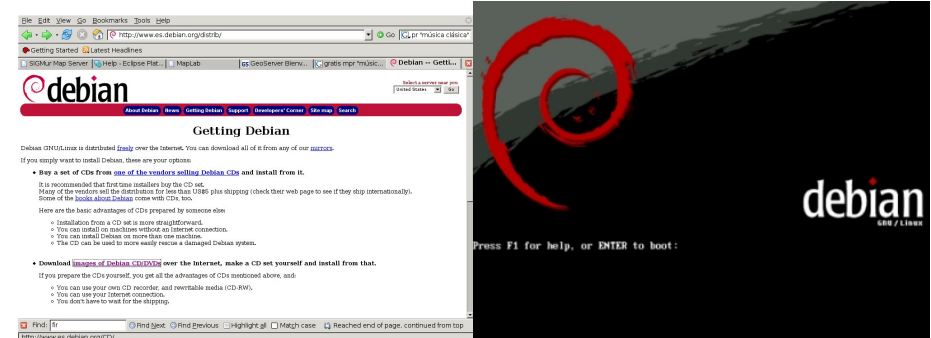 File Edit View Go Bookmarks Tools Help
http://www.es.debian.org/distrib/ Go pr "música clásica"
Getting Started Latest Headlines
SIGMur Map Server Help - Eclipse Plat... MapLab GeoServer Bienv... gratis mpr "músic... Debian -- Getti...
debian
Select a server near you
United States Go
About Debian News Getting Debian Support Developers' Corner Site map Search
Getting Debian
Debian GNU/Linux is distributed freely over the Internet. You can download all of it from any of our mirrors.
If you simply want to install Debian, these are your options:
• Buy a set of CDs from one of the vendors selling Debian CDs and install from it.
It is recommended that first time installers buy the CD set.
Many of the vendors sell the distribution for less than US$5 plus shipping (check their web page to see if they ship internationally).
Some of the books about Debian come with CDs, too.
Here are the basic advantages of CDs prepared by someone else:
Installation from a CD set is more straightforward.
You can install on machines without an Internet connection.
You can install Debian on more than one machine.
The CD can be used to more easily rescue a damaged Debian system.
• Download images of Debian CD/DVDs over the Internet, make a CD set yourself and install from that.
If you prepare the CDs yourself, you get all the advantages of CDs mentioned above, and:
You can use your own CD recorder, and rewritable media (CD-RW).
You can use your Internet connection.
You don't have to wait for the shipping.
Find: fir Find Next Find Previous Highlight all Match case Reached end of page, continued from top
http://www.es.debian.org/CD/
debian
GNU / Linux
Press F1 for help, or ENTER to boot: